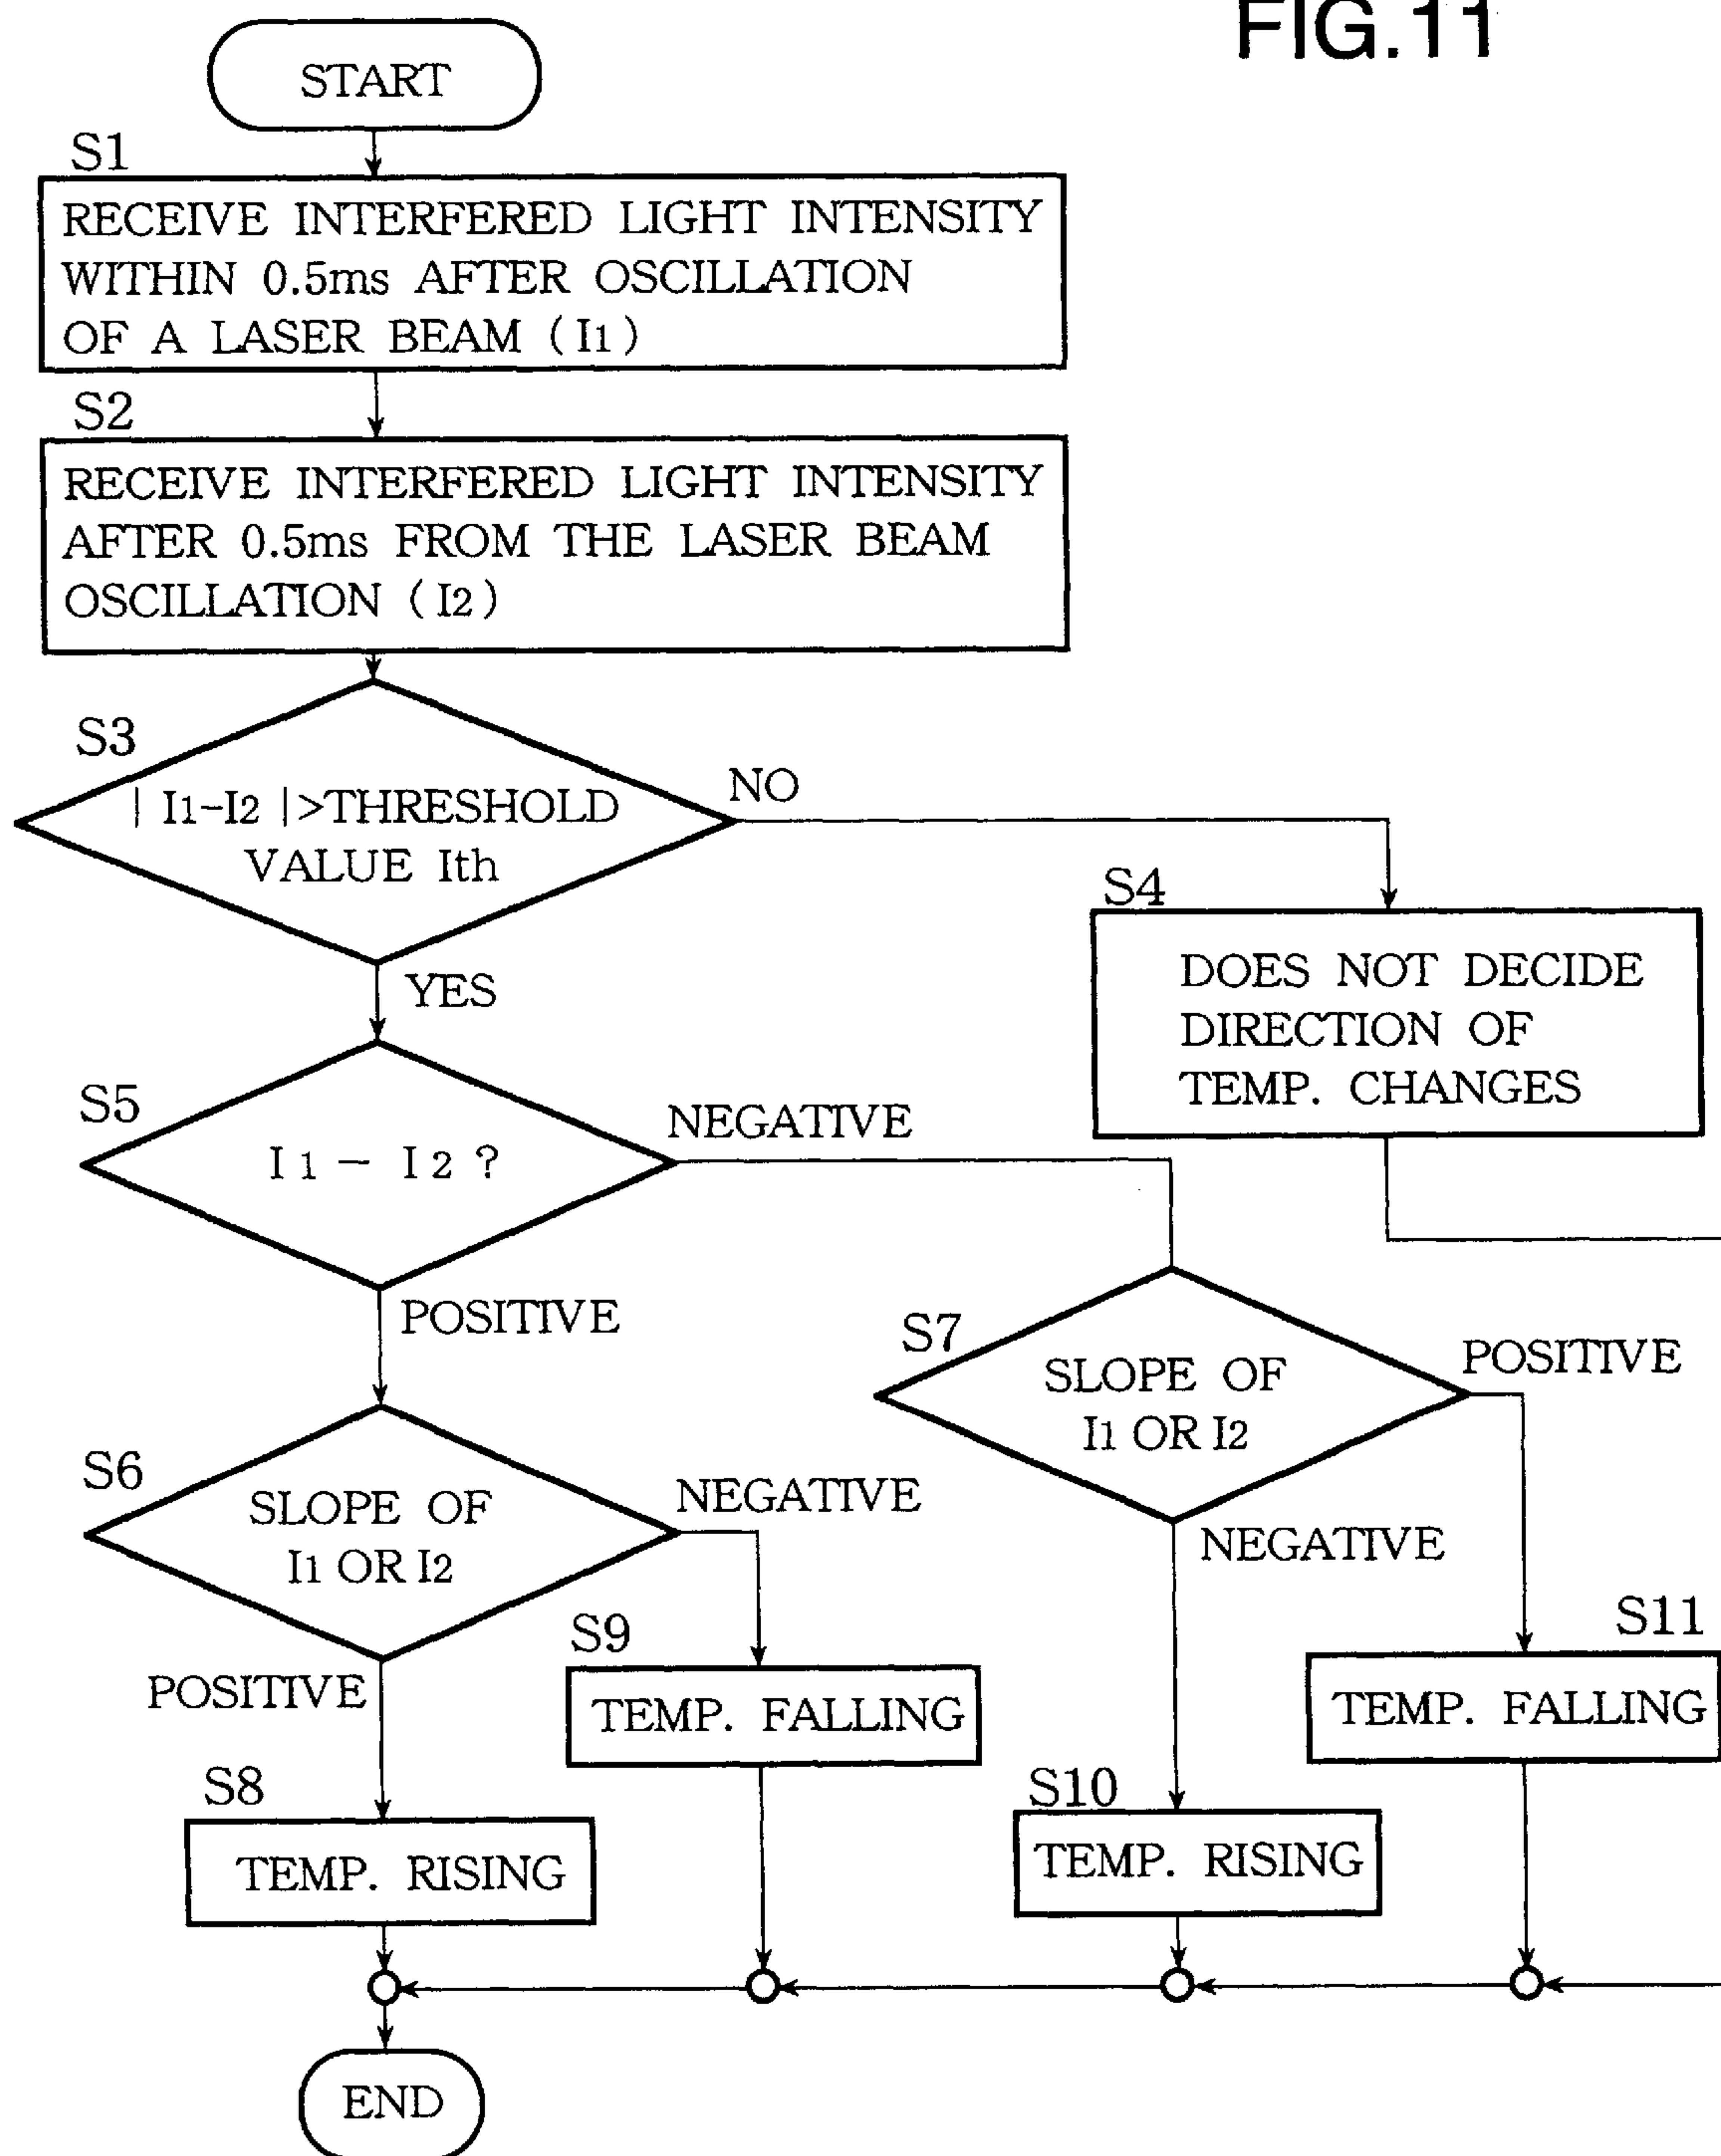 FIG.11
START
S1
RECEIVE INTERFERED LIGHT INTENSITY
WITHIN 0.5ms AFTER OSCILLATION
OF A LASER BEAM (I1)
S2
RECEIVE INTERFERED LIGHT INTENSITY
AFTER 0.5ms FROM THE LASER BEAM
OSCILLATION (I2)
S3
| I1-I2 |>THRESHOLD
VALUE Ith
NO
YES
S4
DOES NOT DECIDE
DIRECTION OF
TEMP. CHANGES
S5
I1 - I2 ?
NEGATIVE
POSITIVE
S7
SLOPE OF
I1 OR I2
POSITIVE
NEGATIVE
S6
SLOPE OF
I1 OR I2
NEGATIVE
POSITIVE
S9
TEMP. FALLING
S11
TEMP. FALLING
S8
TEMP. RISING
S10
TEMP. RISING
END